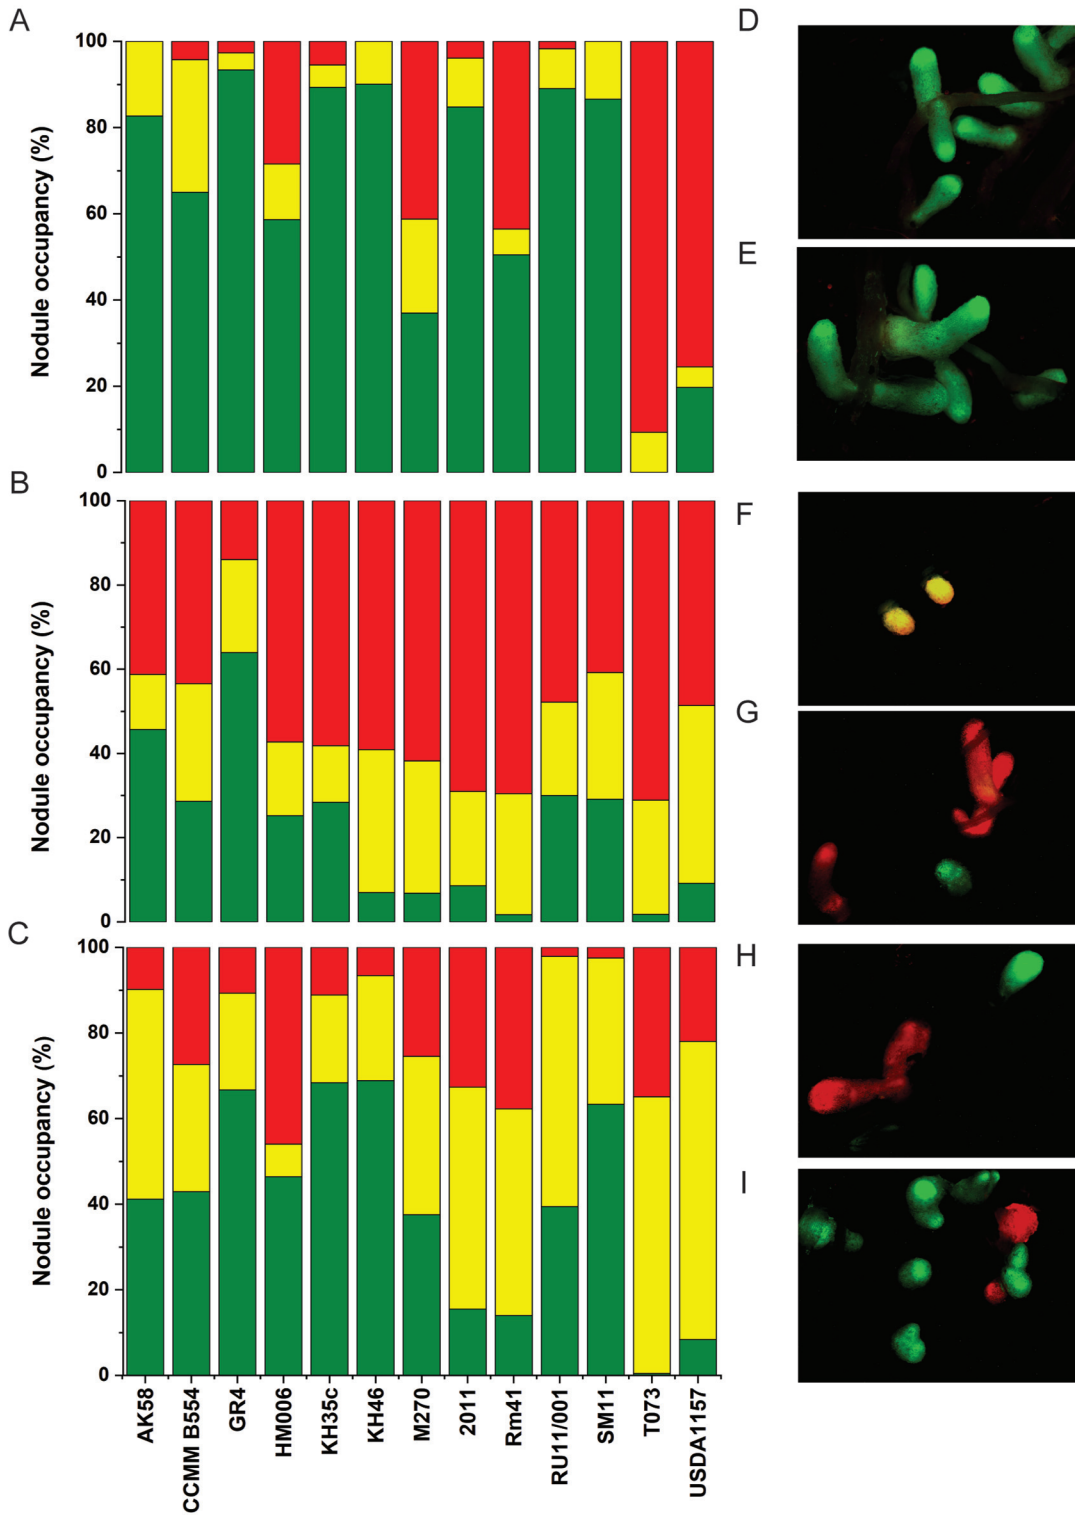 A
Nodule occupancy (%)
100
80
60
40
20
0
B
Nodule occupancy (%)
100
80
60
40
20
0
C
Nodule occupancy (%)
100
80
60
40
20
0
AK58
CCMM B554
GR4
HM006
KH35c
KH46
M270
2011
Rm41
RU11/001
SM11
T073
USDA1157
D
E
F
G
H
I